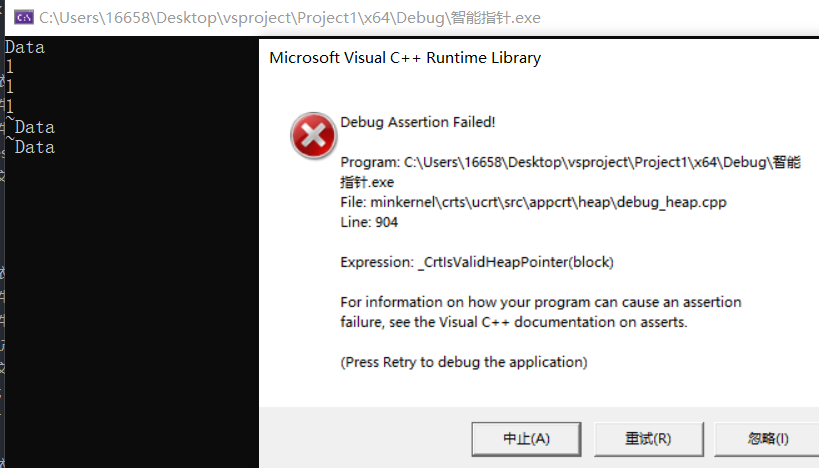 C:\Users\16658\Desktop\vsproject\Project1\x64\Debug\智能指针.exe
Data
1
1
1
~Data
~Data
Microsoft Visual C++ Runtime Library
Debug Assertion Failed!
Program: C:\Users\16658\Desktop\vsproject\Project1\x64\Debug\智能
指针.exe
File: minkernel\crts\ucrt\src\appcrt\heap\debug_heap.cpp
Line: 904
Expression: _CrtIsValidHeapPointer(block)
For information on how your program can cause an assertion
failure, see the Visual C++ documentation on asserts.
(Press Retry to debug the application)
中止(A)
重试(R)
忽略(I)